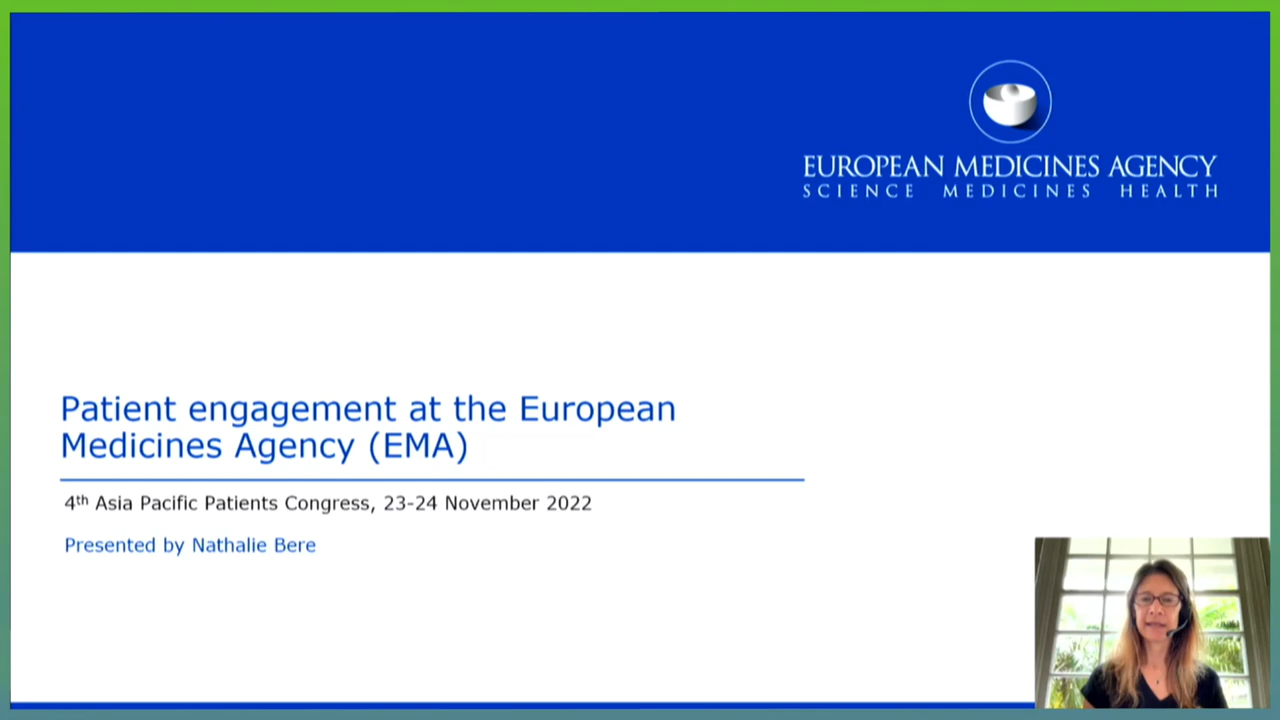 EUROPEAN MEDICINES AGENCY
SCIENCE MEDICINES HEALTH
Patient engagement at the European
Medicines Agency (EMA)
4th Asia Pacific Patients Congress, 23-24 November 2022
Presented by Nathalie Bere